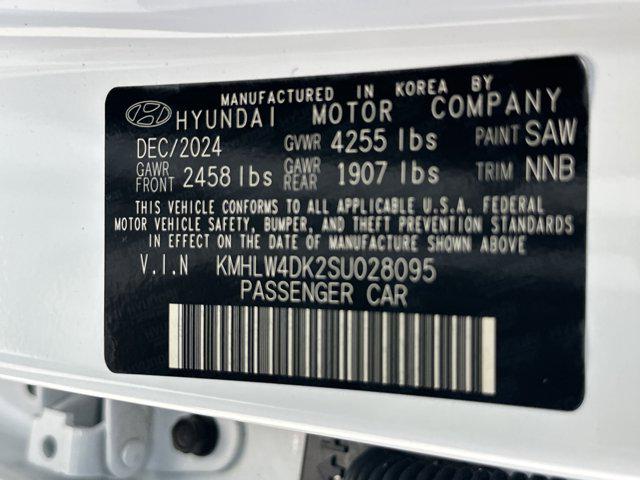 MANUFACTURED IN KOREA BY
HYUNDAI MOTOR COMPANY
DEC/2024 GVWR 4255 lbs PAINT SAW
GAWR FRONT 2458 lbs GAWR REAR 1907 lbs TRIM NNB
THIS VEHICLE CONFORMS TO ALL APPLICABLE U.S.A. FEDERAL
MOTOR VEHICLE SAFETY, BUMPER, AND THEFT PREVENTION STANDARDS
IN EFFECT ON THE DATE OF MANUFACTURE SHOWN ABOVE.
V.I.N KMHLW4DK2SU028095
PASSENGER CAR